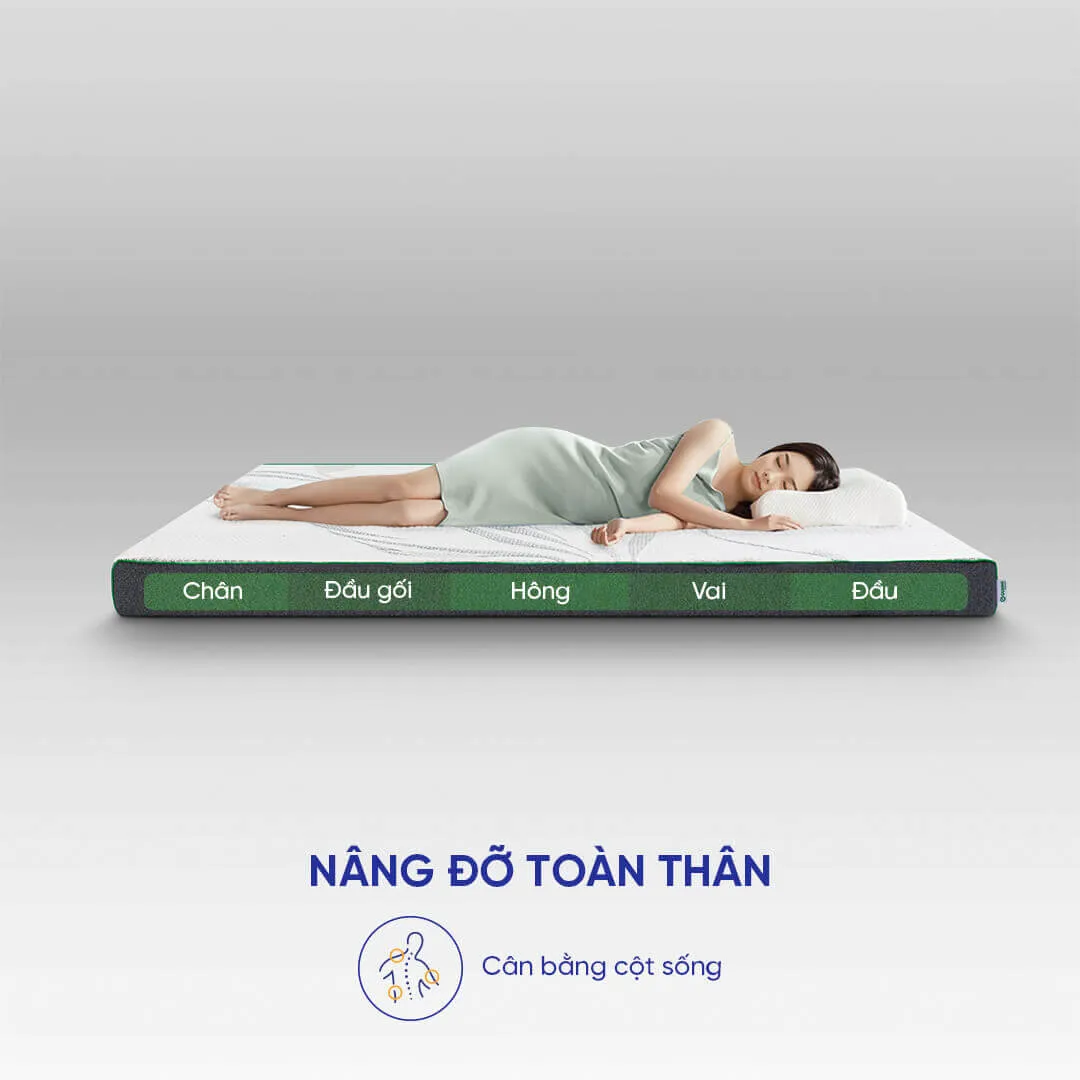 Chân Đầu gối Hông Vai Đầu
NÂNG ĐỠ TOÀN THÂN
Cân bằng cột sống